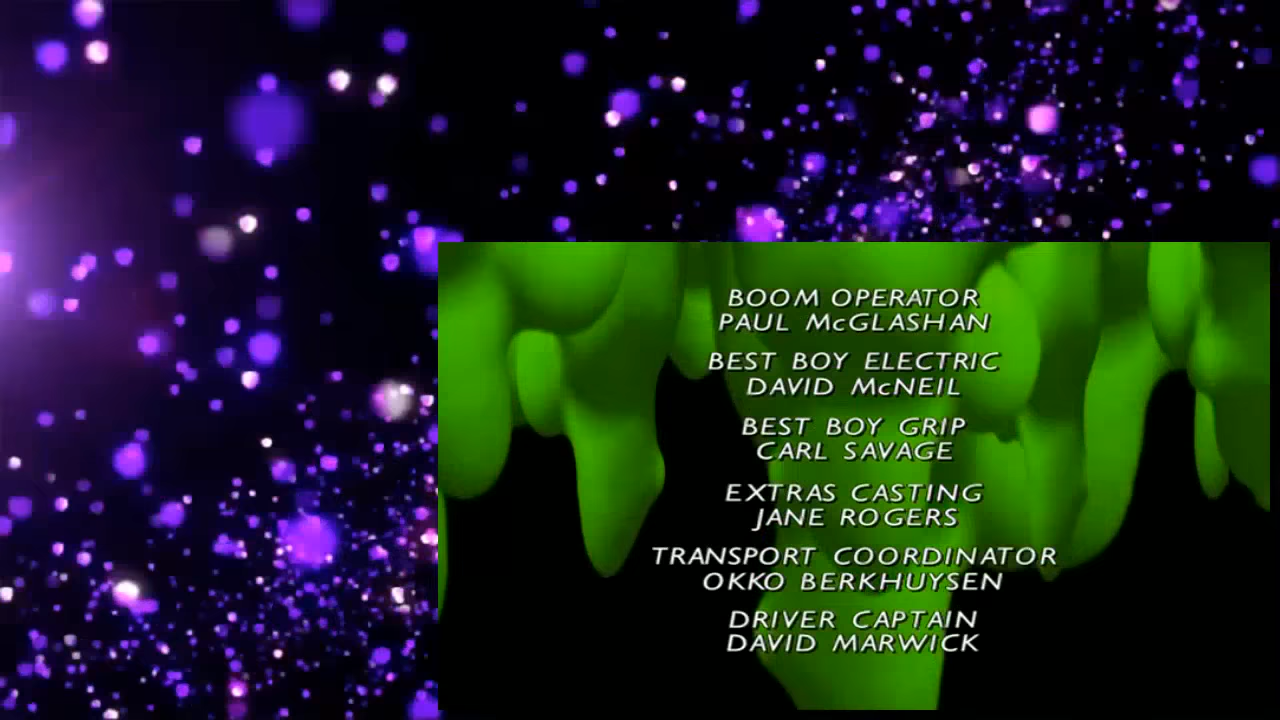 BOOM OPERATOR
PAUL McGLASHAN
BEST BOY ELECTRIC
DAVID McNEIL
BEST BOY GRIP
CARL SAVAGE
EXTRAS CASTING
JANE ROGERS
TRANSPORT COORDINATOR
OKKO BERKHUYSEN
DRIVER CAPTAIN
DAVID MARWICK